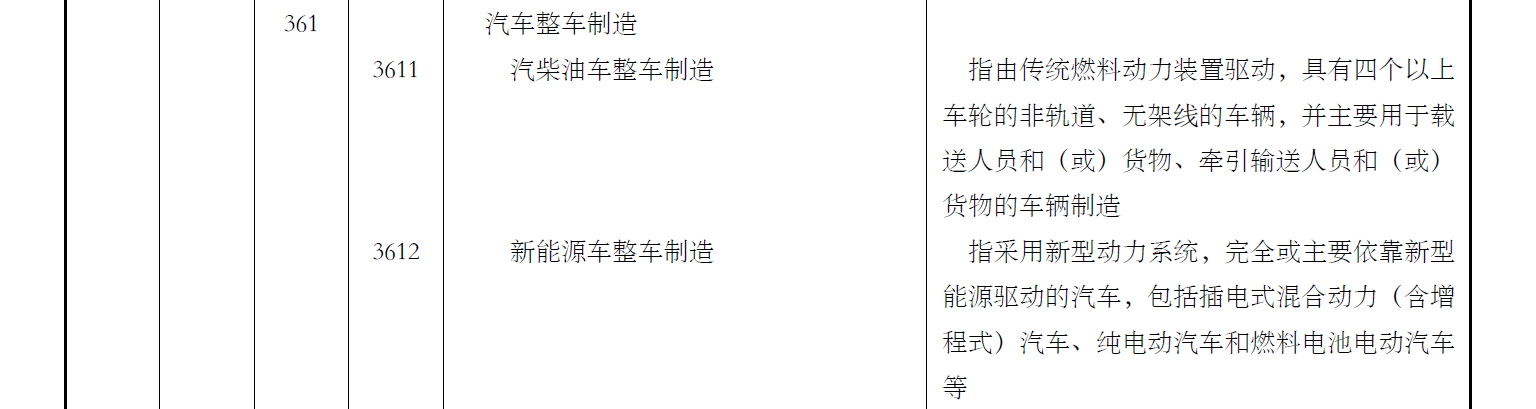 361 汽车整车制造
3611 汽柴油车整车制造 指由传统燃料动力装置驱动，具有四个以上
车轮的非轨道、无架线的车辆，并主要用于载
送人员和（或）货物、牵引输送人员和（或）
货物的车辆制造
3612 新能源车整车制造 指采用新型动力系统，完全或主要依靠新型
能源驱动的汽车，包括插电式混合动力（含增
程式）汽车、纯电动汽车和燃料电池电动汽车
等